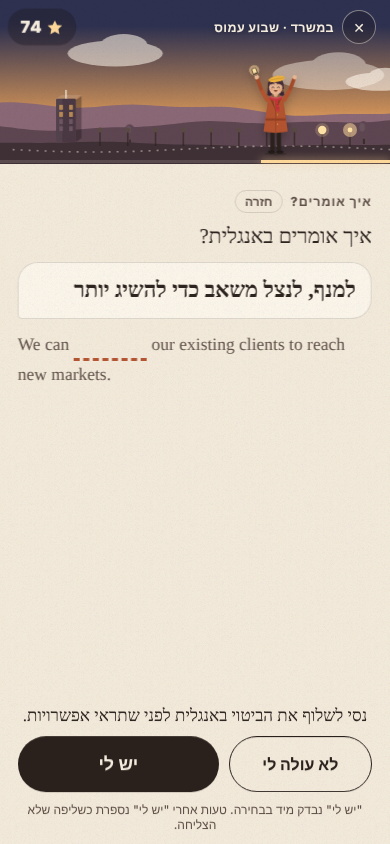 74
במשרד · שבוע עמוס
איך אומרים? חזרה
איך אומרים באנגלית?
למנף, לנצל משאב כדי להשיג יותר
We can ________ our existing clients to reach
new markets.
נסי לשלוף את הביטוי באנגלית לפני שתראי אפשרויות.
לא עולה לי
יש לי
"יש לי" נבדק מיד בבחירה. טעות אחרי "יש לי" נספרת כשליפה שלא
הצליחה.